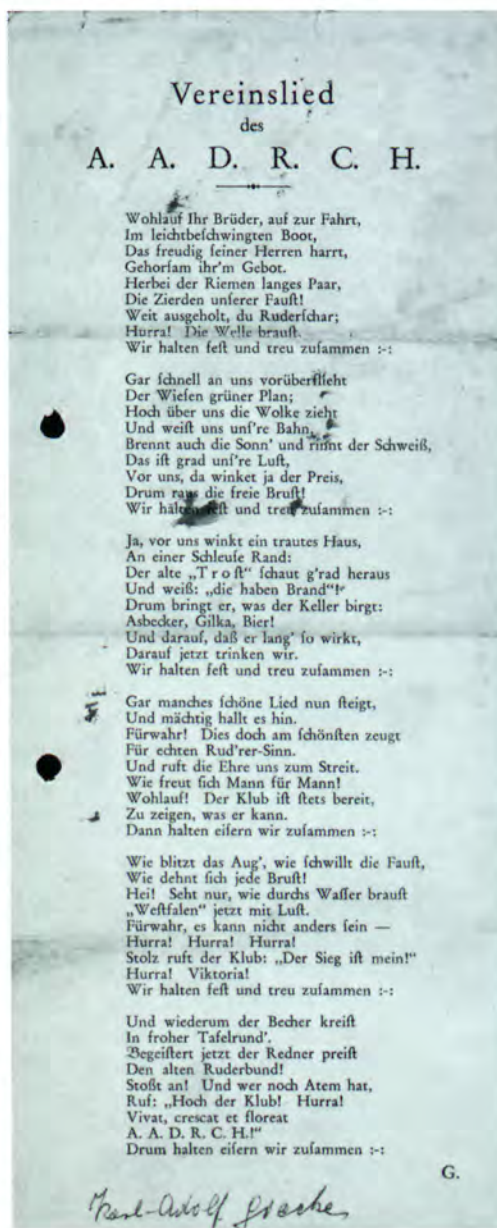 Vereinslied
des
A. A. D. R. C. H.
Wohlauf Ihr Brüder, auf zur Fahrt,
Im leichtbeſchwingten Boot,
Das freudig ſeiner Herren harrt,
Gehorſam ihr'm Gebot.
Herbei der Riemen langes Paar,
Die Zierden unſerer Fauſt!
Weit ausgeholt, du Ruderſchar;
Hurra! Die Welle brauſt.
Wir halten feſt und treu zuſammen :-:
Gar ſchnell an uns vorüberflieht
Der Wieſen grüner Plan;
Hoch über uns die Wolke zieht
Und weiſt uns unſ're Bahn.
Brennt auch die Sonn' und rinnt der Schweiß,
Das iſt grad unſ're Luſt,
Vor uns, da winket ja der Preis,
Drum raus die freie Bruſt!
Wir halten feſt und treu zuſammen :-:
Ja, vor uns winkt ein trautes Haus,
An einer Schleuſe Rand:
Der alte „Troſt" ſchaut g'rad heraus
Und weiß: „die haben Brand"!
Drum bringt er, was der Keller birgt:
Asbecker, Gilka, Bier!
Und darauf, daß er lang' ſo wirkt,
Darauf jetzt trinken wir.
Wir halten feſt und treu zuſammen :-:
Gar manches ſchöne Lied nun ſteigt,
Und mächtig hallt es hin.
Fürwahr! Dies doch am ſchönſten zeugt
Für echten Rud'rer-Sinn.
Und ruft die Ehre uns zum Streit.
Wie freut ſich Mann für Mann!
Wohlauf! Der Klub iſt ſtets bereit,
Zu zeigen, was er kann.
Dann halten eiſern wir zuſammen :-:
Wie blitzt das Aug', wie ſchwillt die Fauſt,
Wie dehnt ſich jede Bruſt!
Hei! Seht nur, wie durchs Waſſer brauſt
„Weſtfalen" jetzt mit Luſt.
Fürwahr, es kann nicht anders ſein —
Hurra! Hurra! Hurra!
Stolz ruft der Klub: „Der Sieg iſt mein!"
Hurra! Viktoria!
Wir halten feſt und treu zuſammen :-:
Und wiederum der Becher kreiſt
In froher Tafelrund'.
Begeiſtert jetzt der Redner preiſt
Den alten Ruderbund!
Stoßt an! Und wer noch Atem hat,
Ruf: „Hoch der Klub! Hurra!
Vivat, crescat et floreat
A. A. D. R. C. H.!"
Drum halten eiſern wir zuſammen :-:
G.
Karl-Adolf